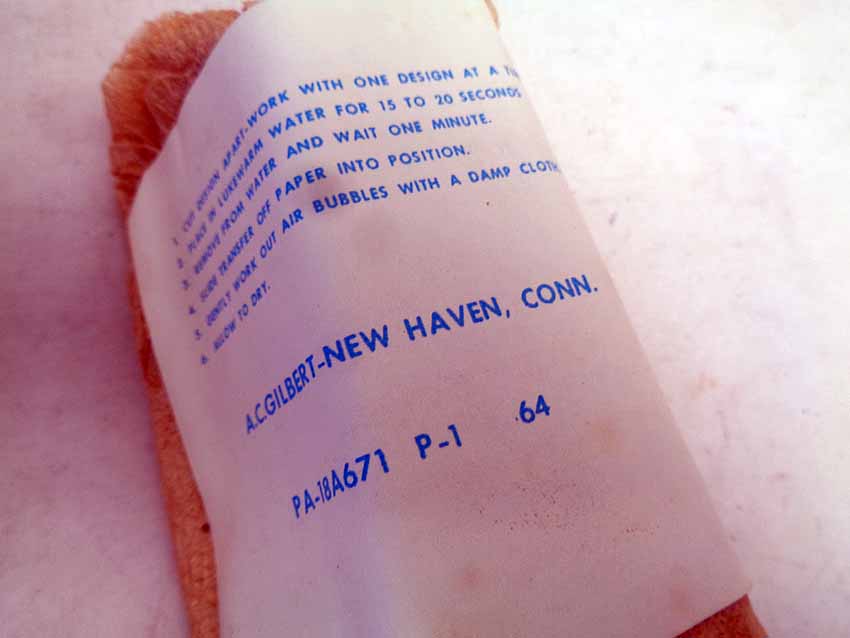 1. CUT DESIGN APART-WORK WITH ONE DESIGN AT A
2. PLACE IN LUKEWARM WATER FOR 15 TO 20 SECONDS
3. REMOVE FROM WATER AND WAIT ONE MINUTE.
4. SLIDE TRANSFER OFF PAPER INTO POSITION.
5. GENTLY WORK OUT AIR BUBBLES WITH A DAMP CLOTH
6. ALLOW TO DRY.
A.C.GILBERT-NEW HAVEN, CONN.
PA-18A671 P-1 64